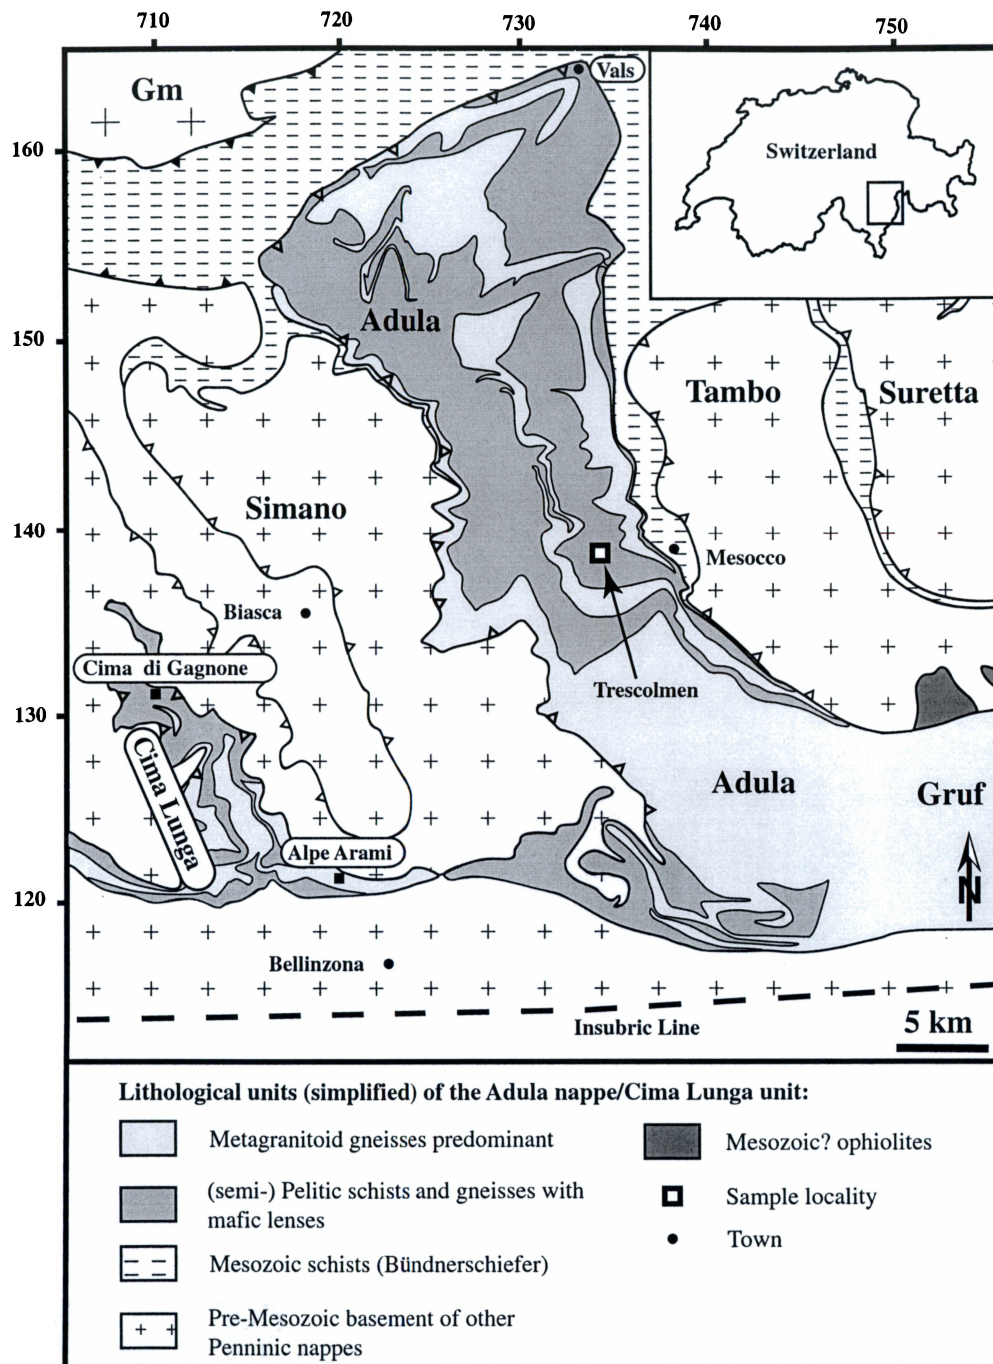 710 720 730 740 750
Vals
Gm
160
Switzerland
150
Adula
Tambo
Suretta
Simano
140
Mesocco
Biasca
Cima di Gagnone
Trescolmen
130
Cima Lunga
Adula
Gruf
Alpe Arami
120
N
Bellinzona
Insubric Line
5 km
Lithological units (simplified) of the Adula nappe/Cima Lunga unit:
Metagranitoid gneisses predominant
(semi-) Pelitic schists and gneisses with
mafic lenses
Mesozoic schists (Bündnerschiefer)
Pre-Mesozoic basement of other
Penninic nappes
Mesozoic? ophiolites
Sample locality
Town